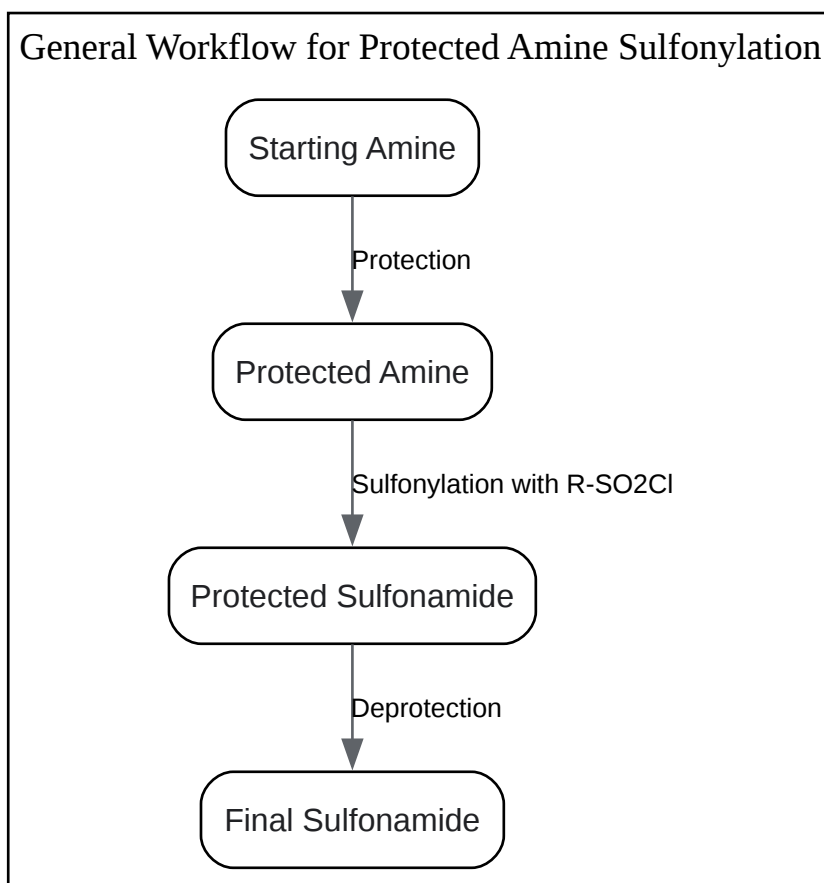 General Workflow for Protected Amine Sulfonylation
Starting Amine
Protection
Protected Amine
Sulfonylation with R-SO2Cl
Protected Sulfonamide
Deprotection
Final Sulfonamide